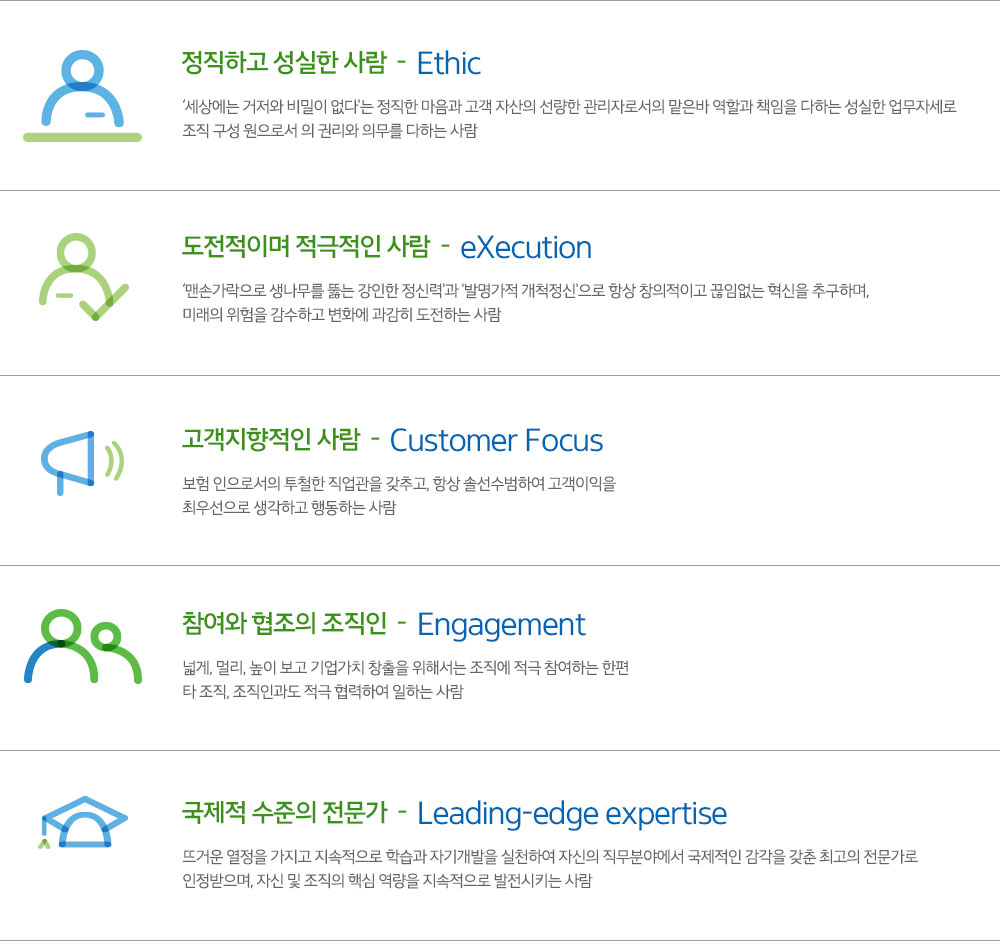 정직하고 성실한 사람 - Ethic
'세상에는 거저와 비밀이 없다'는 정직한 마음과 고객 자산의 선량한 관리자로서의 맡은바 역할과 책임을 다하는 성실한 업무자세로
조직 구성 원으로서 의 권리와 의무를 다하는 사람
도전적이며 적극적인 사람 - eXecution
'맨손가락으로 생나무를 뚫는 강인한 정신력'과 '발명가적 개척정신'으로 항상 창의적이고 끊임없는 혁신을 추구하며,
미래의 위험을 감수하고 변화에 과감히 도전하는 사람
고객지향적인 사람 - Customer Focus
보험 인으로서의 투철한 직업관을 갖추고, 항상 솔선수범하여 고객이익을
최우선으로 생각하고 행동하는 사람
참여와 협조의 조직인 - Engagement
넓게, 멀리, 높이 보고 기업가치 창출을 위해서는 조직에 적극 참여하는 한편
타 조직, 조직인과도 적극 협력하여 일하는 사람
국제적 수준의 전문가 - Leading-edge expertise
뜨거운 열정을 가지고 지속적으로 학습과 자기개발을 실천하여 자신의 직무분야에서 국제적인 감각을 갖춘 최고의 전문가로
인정받으며, 자신 및 조직의 핵심 역량을 지속적으로 발전시키는 사람